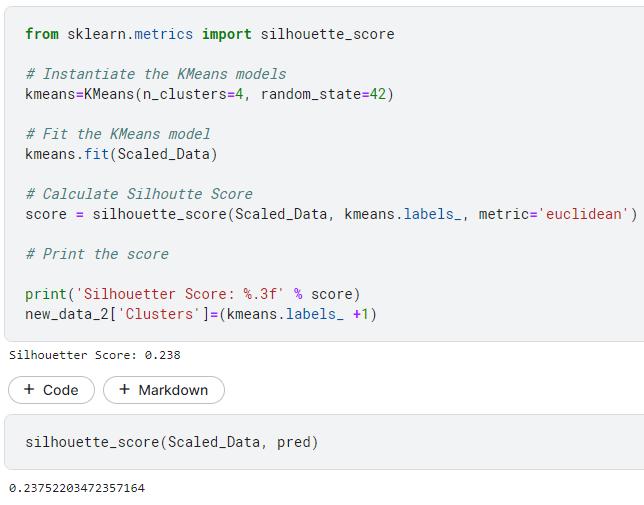 from sklearn.metrics import silhouette_score
# Instantiate the KMeans models
kmeans=KMeans(n_clusters=4, random_state=42)
# Fit the KMeans model
kmeans.fit(Scaled_Data)
# Calculate Silhoutte Score
score = silhouette_score(Scaled_Data, kmeans.labels_, metric='euclidean')
# Print the score
print('Silhouetter Score: %.3f' % score)
new_data_2['Clusters']=(kmeans.labels_ +1)
Silhouetter Score: 0.238
+ Code + Markdown
silhouette_score(Scaled_Data, pred)
0.23752203472357164